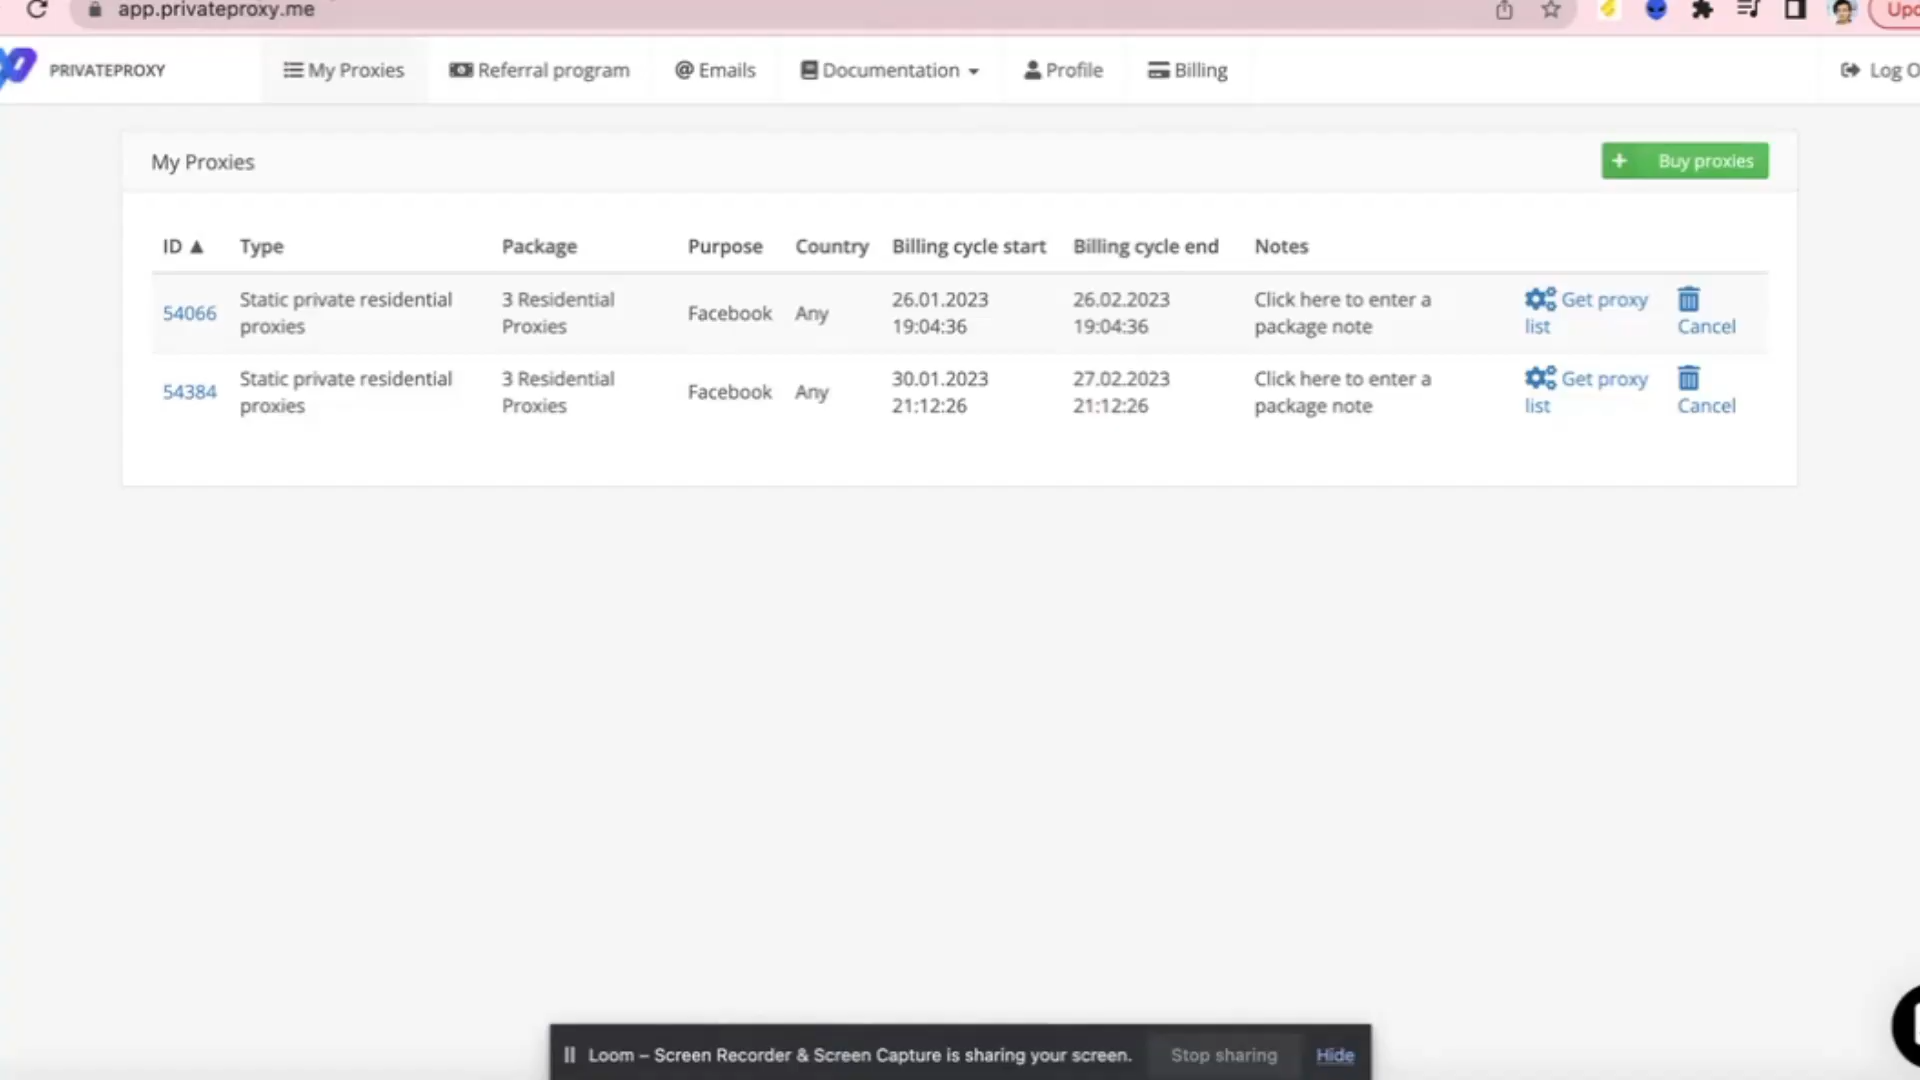 app.privateproxy.me
PRIVATEPROXY My Proxies Referral program @ Emails Documentation Profile Billing Log O
My Proxies + Buy proxies
ID ▲ Type Package Purpose Country Billing cycle start Billing cycle end Notes
54066 Static private residential proxies 3 Residential Proxies Facebook Any 26.01.2023 19:04:36 26.02.2023 19:04:36 Click here to enter a package note Get proxy list Cancel
54384 Static private residential proxies 3 Residential Proxies Facebook Any 30.01.2023 21:12:26 27.02.2023 21:12:26 Click here to enter a package note Get proxy list Cancel
Loom – Screen Recorder & Screen Capture is sharing your screen. Stop sharing Hide